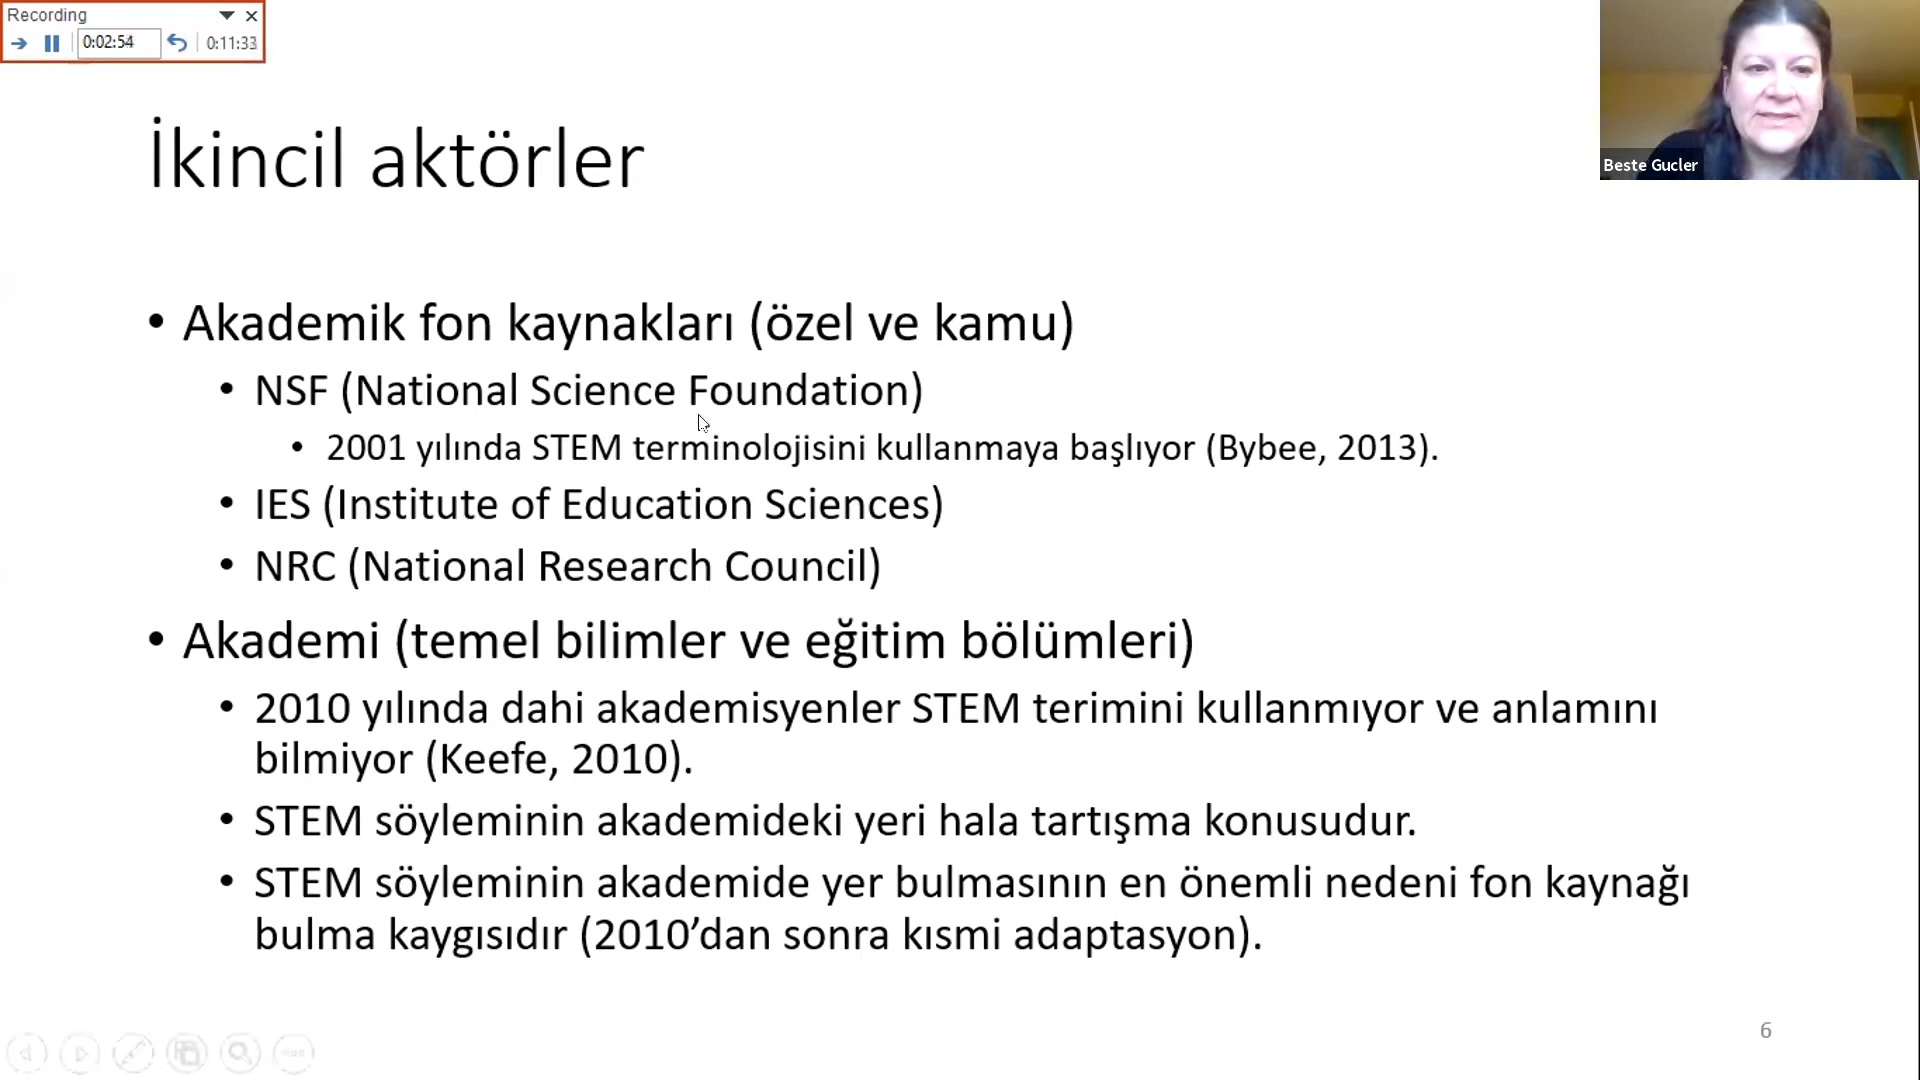 Recording
0:02:54
0:11:33
Beste Gucler
İkincil aktörler
• Akademik fon kaynakları (özel ve kamu)
• NSF (National Science Foundation)
• 2001 yılında STEM terminolojisini kullanmaya başlıyor (Bybee, 2013).
• IES (Institute of Education Sciences)
• NRC (National Research Council)
• Akademi (temel bilimler ve eğitim bölümleri)
• 2010 yılında dahi akademisyenler STEM terimini kullanmıyor ve anlamını
bilmiyor (Keefe, 2010).
• STEM söyleminin akademideki yeri hala tartışma konusudur.
• STEM söyleminin akademide yer bulmasının en önemli nedeni fon kaynağı
bulma kaygısıdır (2010’dan sonra kısmi adaptasyon).
6